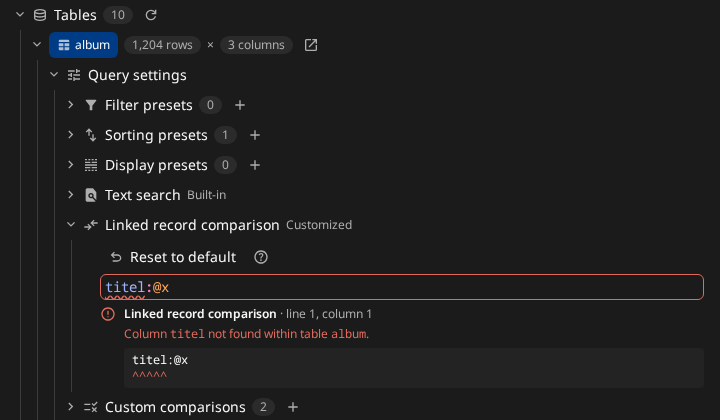 Tables 10
album 1,204 rows × 3 columns
Query settings
Filter presets 0 +
Sorting presets 1 +
Display presets 0 +
Text search Built-in
Linked record comparison Customized
Reset to default
titel:@x
Linked record comparison · line 1, column 1
Column titel not found within table album.
titel:@x
^^^^^
Custom comparisons 2 +